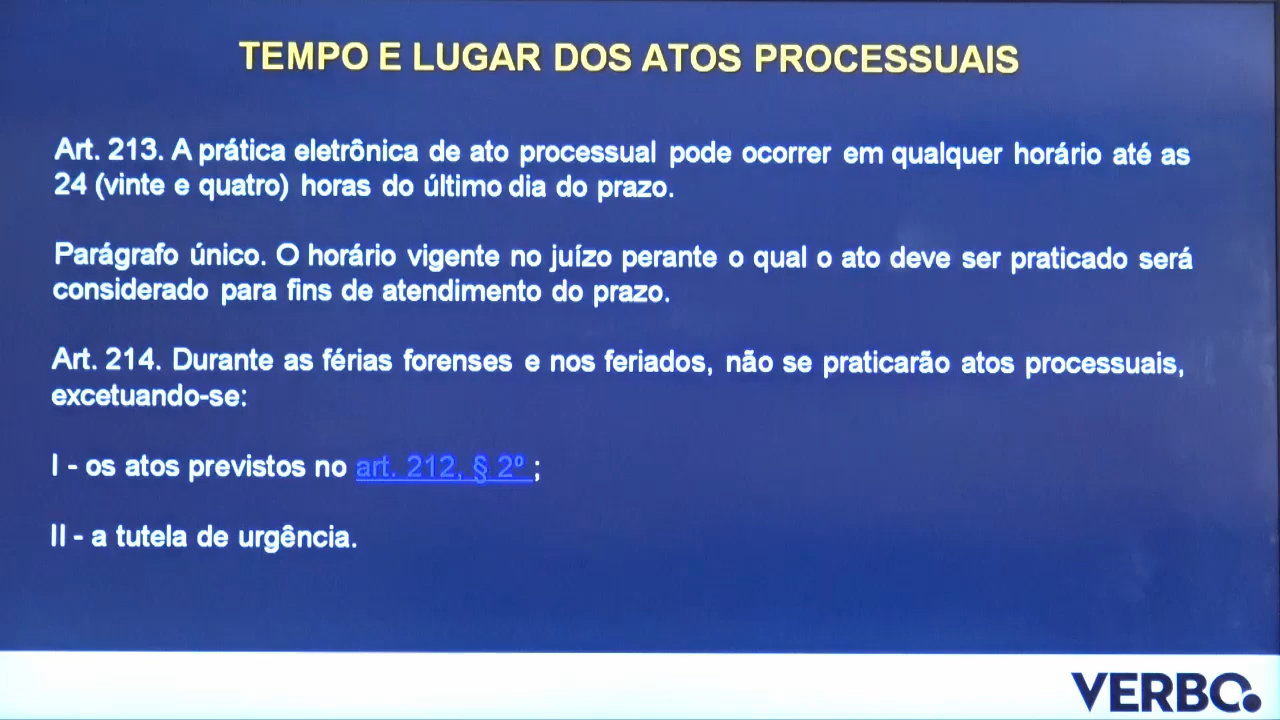 TEMPO E LUGAR DOS ATOS PROCESSUAIS
Art. 213. A prática eletrônica de ato processual pode ocorrer em qualquer horário até as
24 (vinte e quatro) horas do último dia do prazo.
Parágrafo único. O horário vigente no juízo perante o qual o ato deve ser praticado será
considerado para fins de atendimento do prazo.
Art. 214. Durante as férias forenses e nos feriados, não se praticarão atos processuais,
excetuando-se:
I - os atos previstos no art. 212, § 2º ;
II - a tutela de urgência.
VERBO.